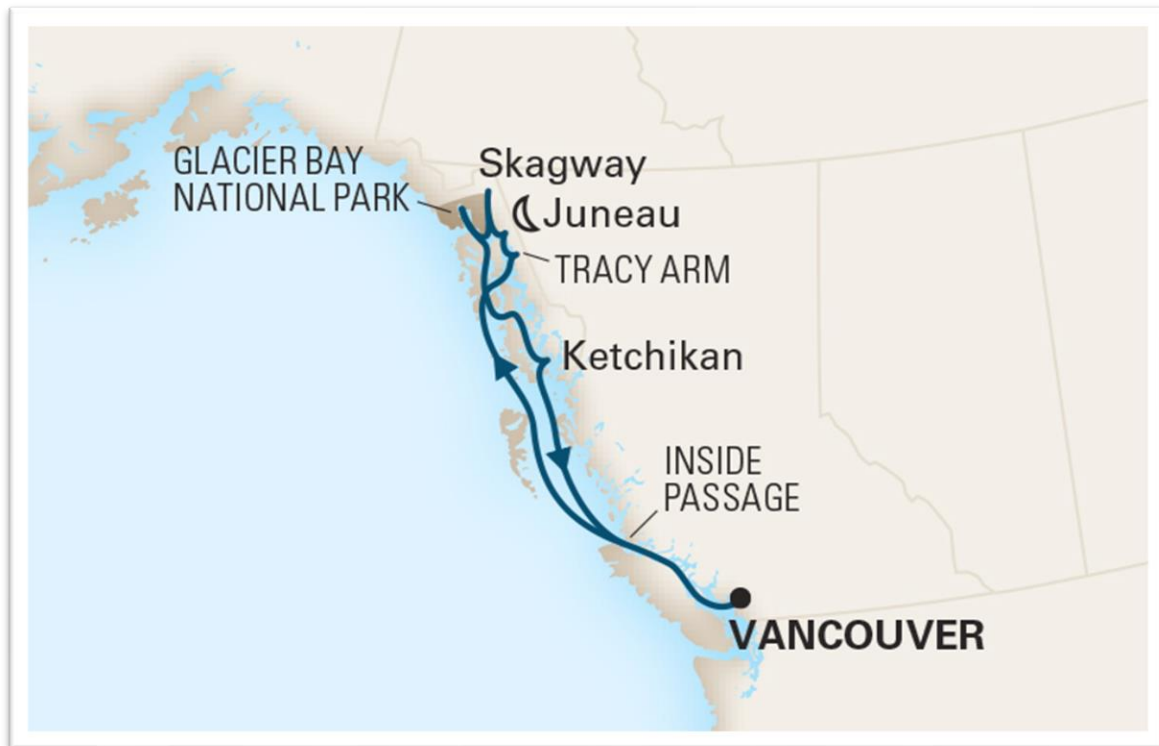 GLACIER BAY
NATIONAL PARK
Skagway
Juneau
TRACY ARM
Ketchikan
INSIDE
PASSAGE
VANCOUVER